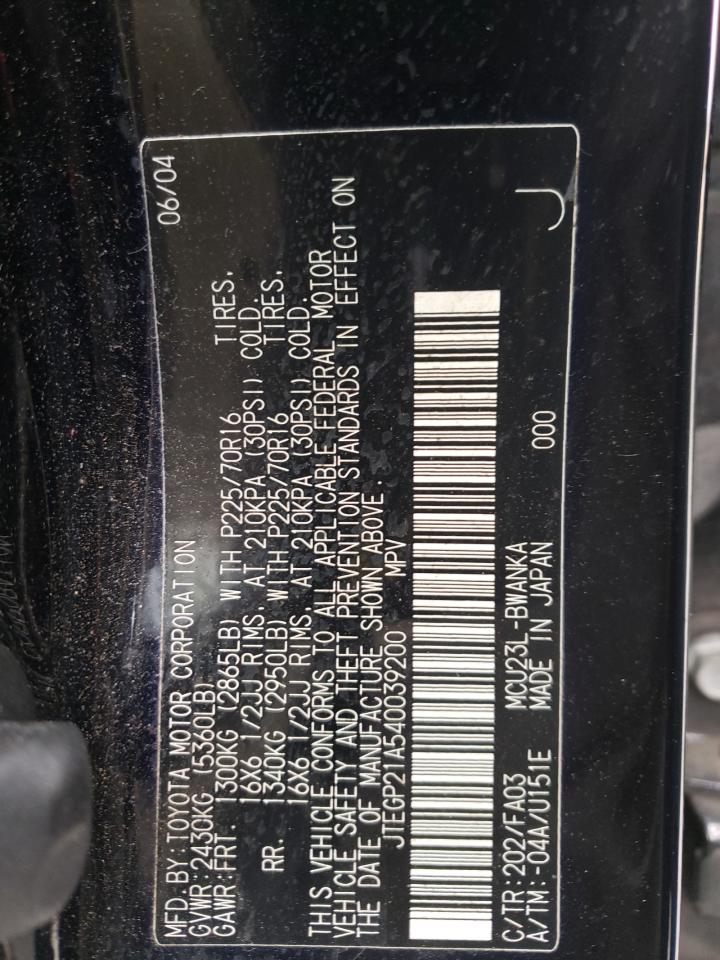 MFD. BY: TOYOTA MOTOR CORPORATION 06/04
GVWR: 2430KG (5360LB)
GAWR: FRT. 1300KG (2865LB) WITH P225/70R16 TIRES,
16X6 1/2JJ RIMS, AT 210KPA (30PSI) COLD.
RR. 1340KG (2950LB) WITH P225/70R16 TIRES,
16X6 1/2JJ RIMS, AT 210KPA (30PSI) COLD.
THIS VEHICLE CONFORMS TO ALL APPLICABLE FEDERAL MOTOR
VEHICLE SAFETY AND THEFT PREVENTION STANDARDS IN EFFECT ON
THE DATE OF MANUFACTURE SHOWN ABOVE.
JTEGP21A540039200 MPV
C/TR: 202/FA03 MCU23L-BWANKA
A/TM: -04A/U151E MADE IN JAPAN 000 J